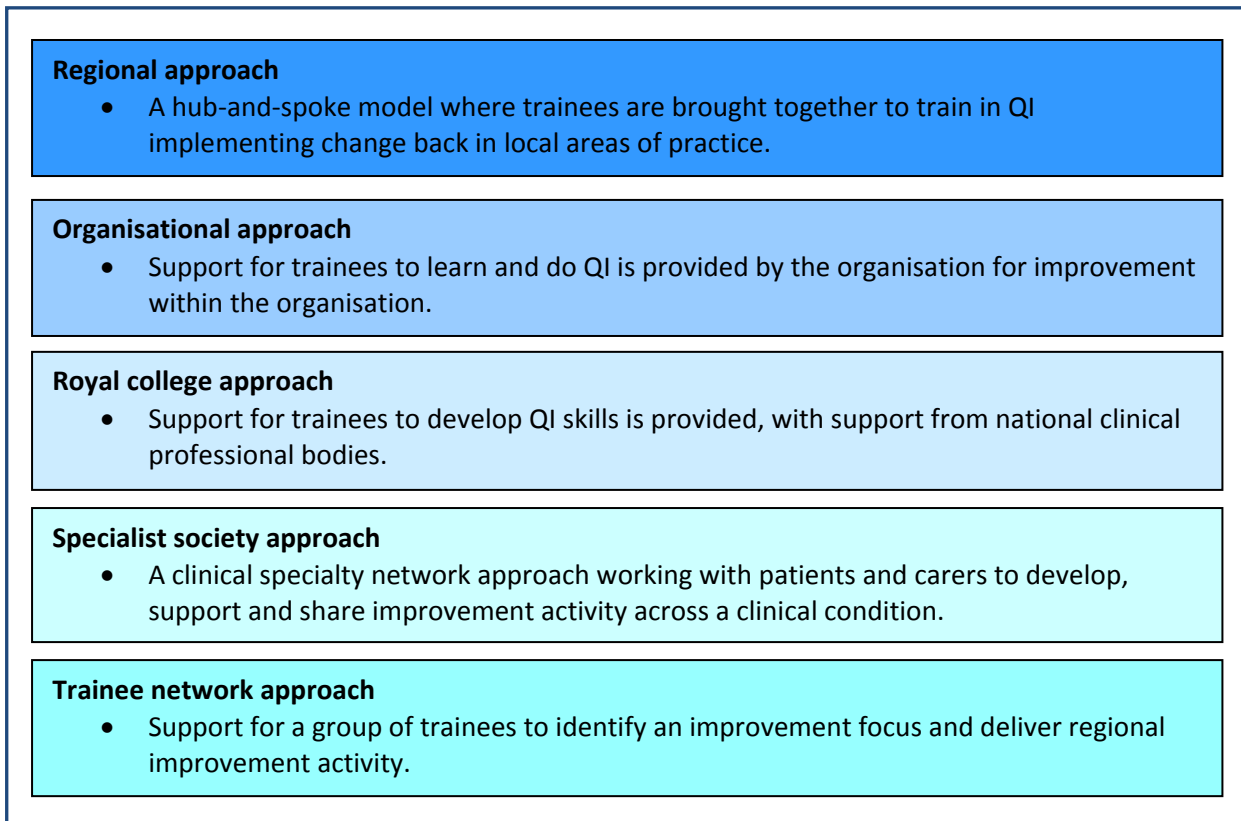 Regional approach
• A hub-and-spoke model where trainees are brought together to train in QI
implementing change back in local areas of practice.
Organisational approach
• Support for trainees to learn and do QI is provided by the organisation for improvement
within the organisation.
Royal college approach
• Support for trainees to develop QI skills is provided, with support from national clinical
professional bodies.
Specialist society approach
• A clinical specialty network approach working with patients and carers to develop,
support and share improvement activity across a clinical condition.
Trainee network approach
• Support for a group of trainees to identify an improvement focus and deliver regional
improvement activity.